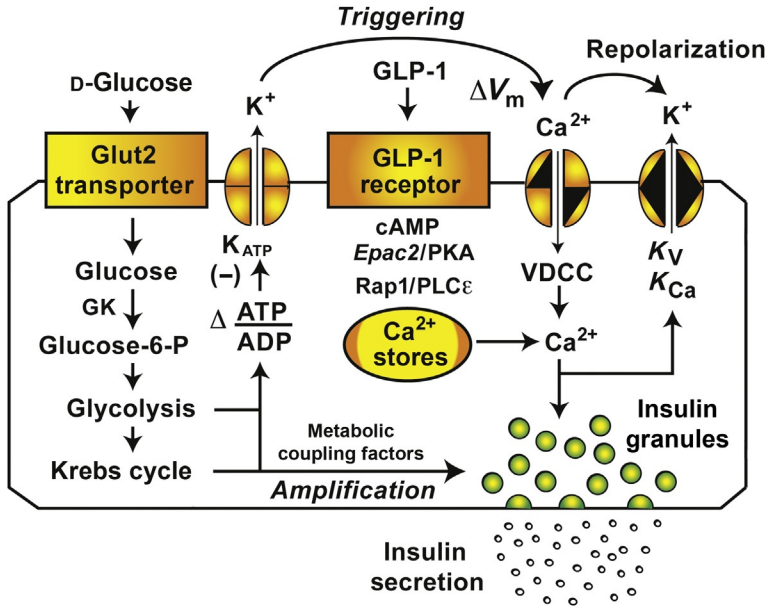 Triggering
Repolarization
D-Glucose
GLP-1
ΔVm
K+
Ca2+
K+
Glut2
transporter
GLP-1
receptor
KATP
(–)
cAMP
Epac2/PKA
Rap1/PLCε
VDCC
KV
KCa
Glucose
GK
Δ ATP
ADP
Glucose-6-P
Ca2+
stores
Ca2+
Glycolysis
Krebs cycle
Metabolic
coupling factors
Amplification
Insulin
granules
Insulin
secretion